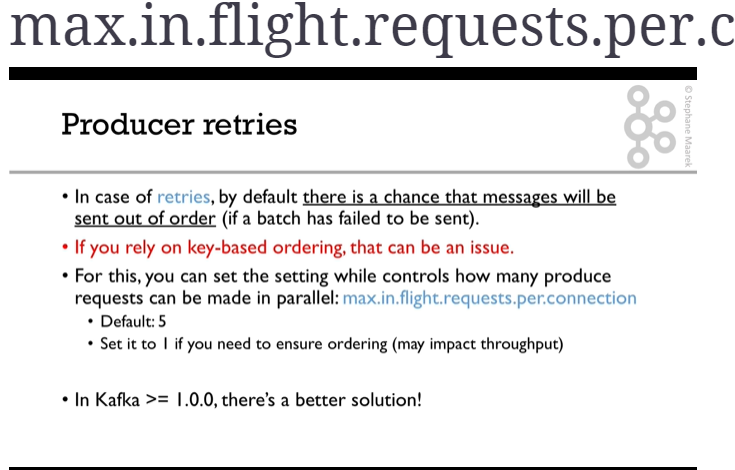 max.in.flight.requests.per.c
© Stephane Maarek
Producer retries
• In case of retries, by default there is a chance that messages will be
sent out of order (if a batch has failed to be sent).
• If you rely on key-based ordering, that can be an issue.
• For this, you can set the setting while controls how many produce
requests can be made in parallel: max.in.flight.requests.per.connection
• Default: 5
• Set it to 1 if you need to ensure ordering (may impact throughput)
• In Kafka >= 1.0.0, there's a better solution!